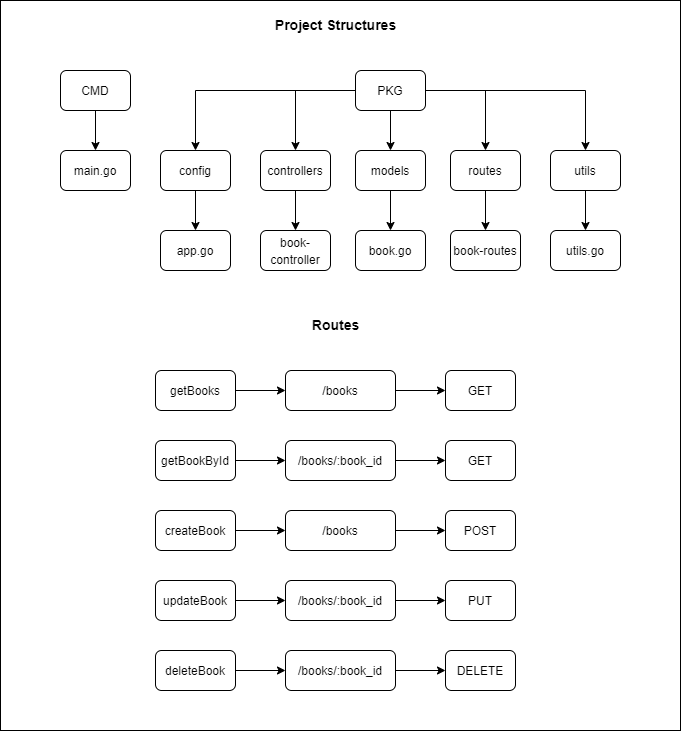 Project Structures
CMD
PKG
main.go
config
controllers
models
routes
utils
app.go
book-
controller
book.go
book-routes
utils.go
Routes
getBooks
/books
GET
getBookById
/books/:book_id
GET
createBook
/books
POST
updateBook
/books/:book_id
PUT
deleteBook
/books/:book_id
DELETE